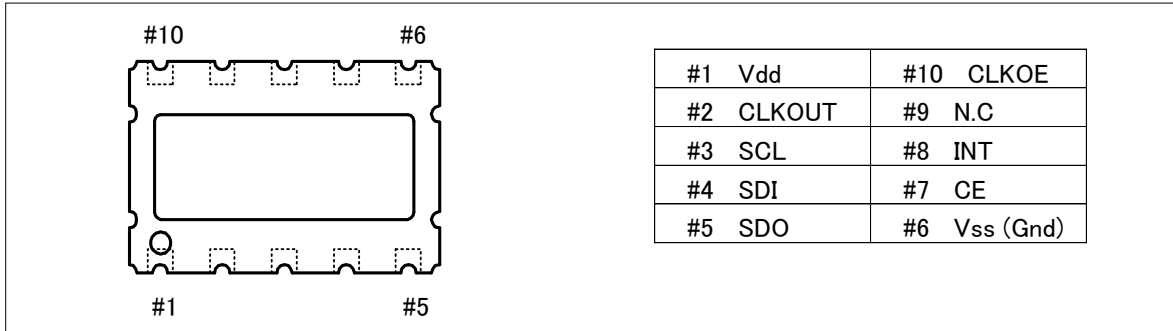 #10 #6
#1 #5
#1 Vdd #10 CLKOE
#2 CLKOUT #9 N.C
#3 SCL #8 INT
#4 SDI #7 CE
#5 SDO #6 Vss (Gnd)